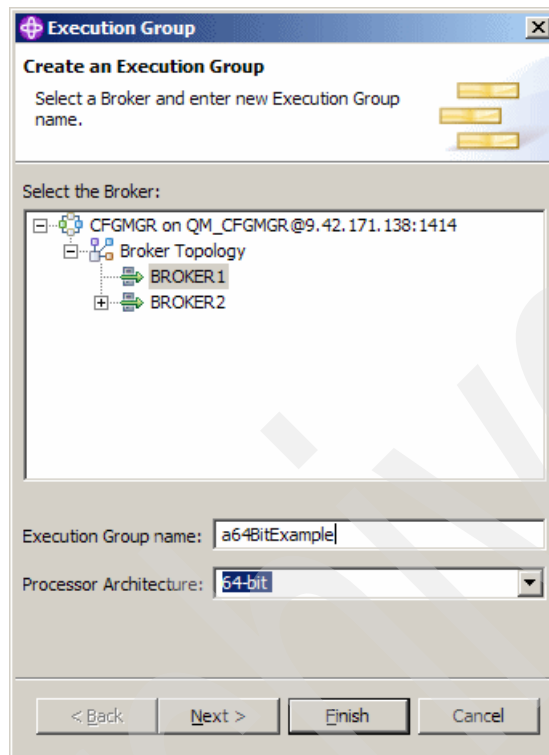 Execution Group
Create an Execution Group
Select a Broker and enter new Execution Group
name.
Select the Broker:
CFGMGR on QM_CFGMGR@9.42.171.138:1414
Broker Topology
BROKER1
BROKER2
Execution Group name: a64BitExample
Processor Architecture: 64-bit
< Back Next > Finish Cancel